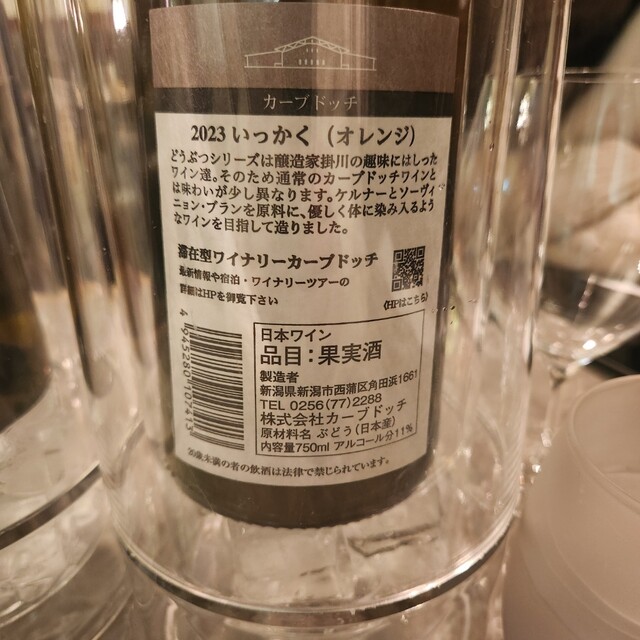 カーブドッチ
2023 いっかく（オレンジ）
どうぶつシリーズは醸造家掛川の趣味にはしった
ワイン達。そのため通常のカーブドッチワインと
は味わいが少し異なります。ケルナーとソーヴィ
ニョン・ブランを原料に、優しく体に染み入るよう
なワインを目指して造りました。
滞在型ワイナリーカーブドッチ
最新情報や宿泊・ワイナリーツアーの
詳細はHPを御覧下さい
(HPはこちら)
4945280107413
日本ワイン
品目：果実酒
製造者
新潟県新潟市西蒲区角田浜1661
TEL 0256(77)2288
株式会社カーブドッチ
原材料名 ぶどう（日本産）
内容量750ml アルコール分11%
20歳未満の者の飲酒は法律で禁じられています。